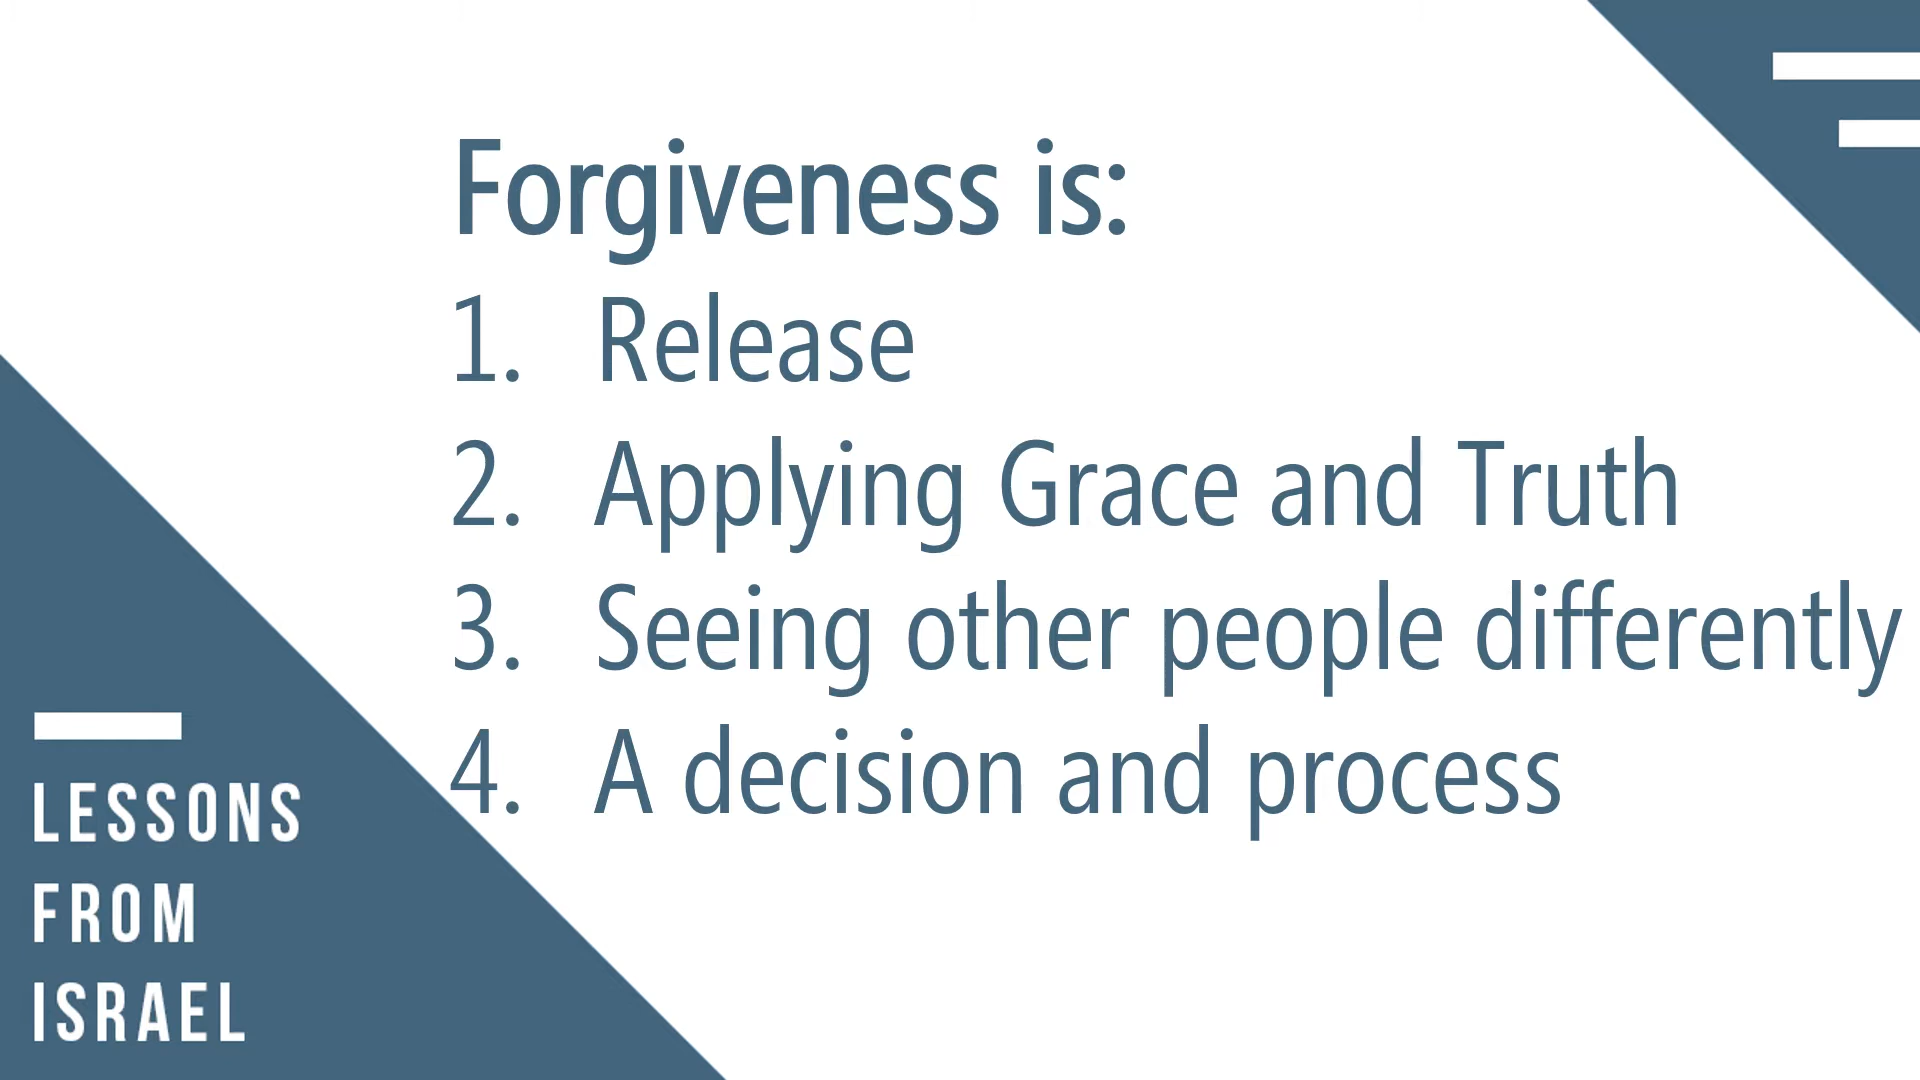 Forgiveness is:
1. Release
2. Applying Grace and Truth
3. Seeing other people differently
4. A decision and process
LESSONS
FROM
ISRAEL